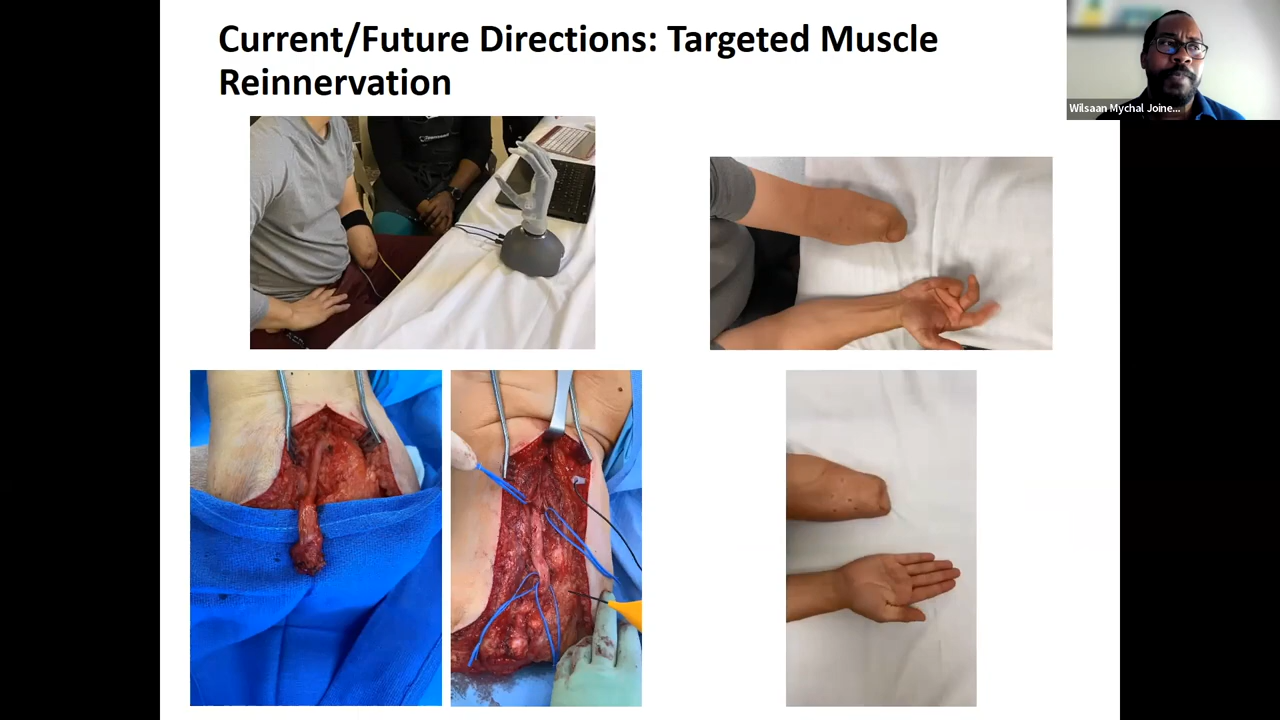 Current/Future Directions: Targeted Muscle
Reinnervation
Wilsaan Mychal Joine...